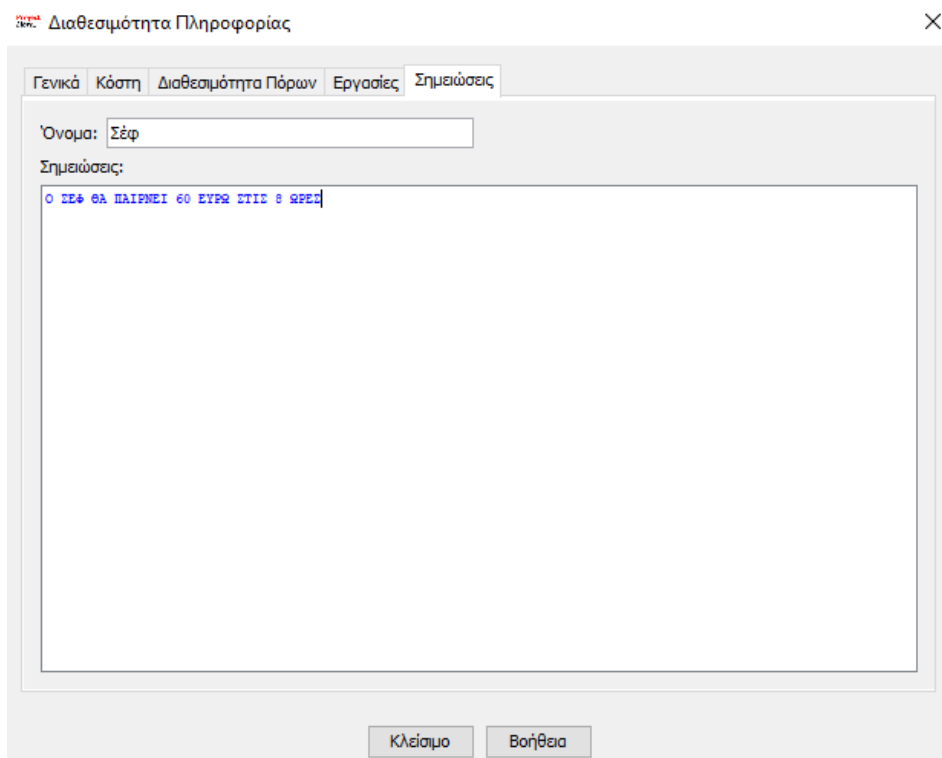 Διαθεσιμότητα Πληροφορίας
Γενικά Κόστη Διαθεσιμότητα Πόρων Εργασίες Σημειώσεις
Όνομα: Σέφ
Σημειώσεις:
Ο ΣΕΦ ΘΑ ΠΑΙΡΝΕΙ 60 ΕΥΡΩ ΣΤΙΣ 8 ΩΡΕΣ
Κλείσιμο Βοήθεια